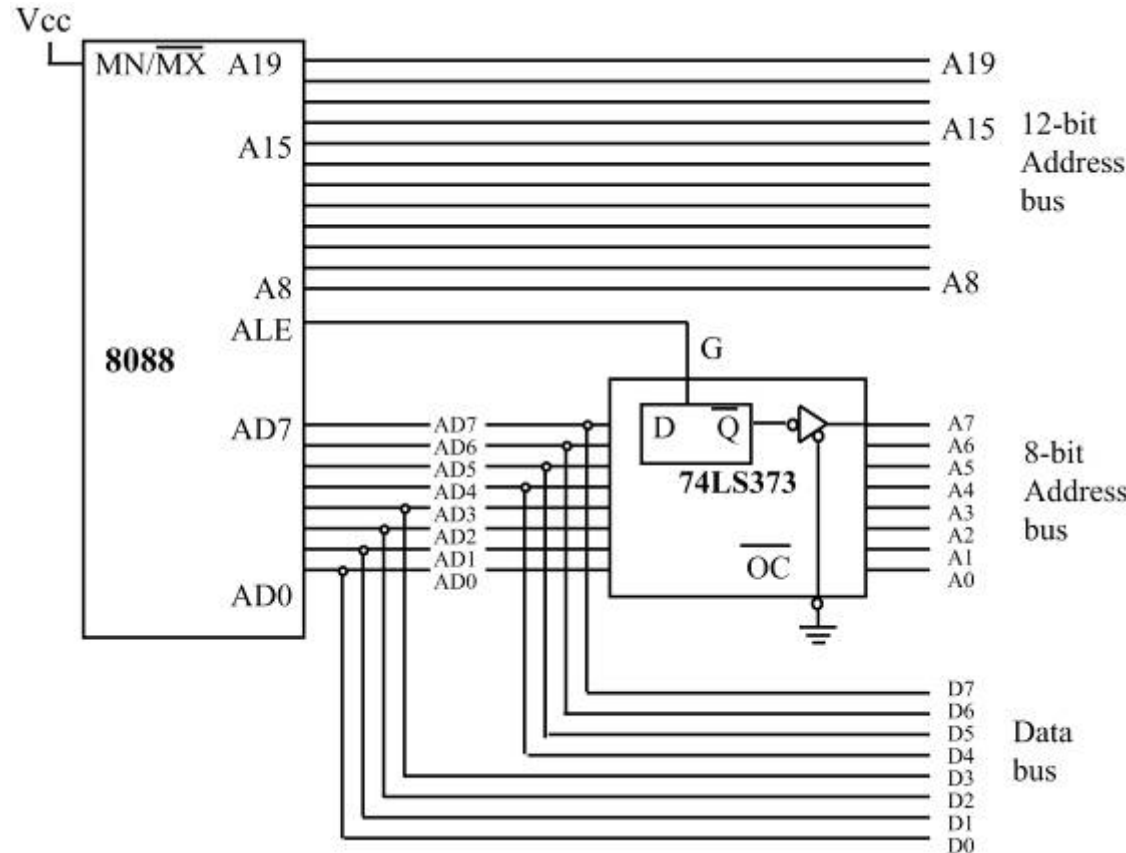 Vcc
MN/M̅X̅ A19
A15
A8
ALE
8088
AD7
AD0
A19
A15
A8
12-bit
Address
bus
G
AD7
AD6
AD5
AD4
AD3
AD2
AD1
AD0
D Q̅
74LS373
O̅C̅
A7
A6
A5
A4
A3
A2
A1
A0
8-bit
Address
bus
D7
D6
D5
D4
D3
D2
D1
D0
Data
bus